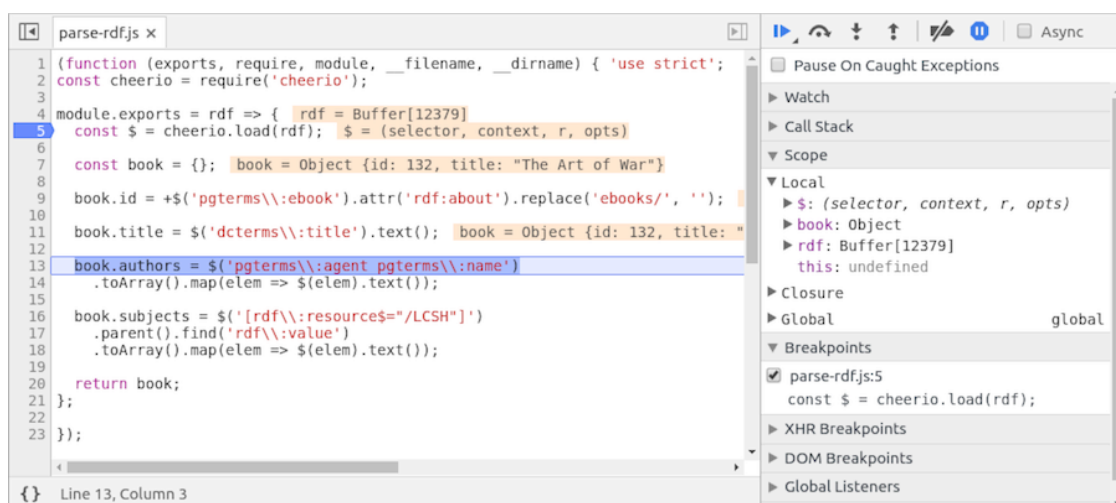 parse-rdf.js ×
1 (function (exports, require, module, __filename, __dirname) { 'use strict';
2 const cheerio = require('cheerio');
3
4 module.exports = rdf => { rdf = Buffer[12379]
5 const $ = cheerio.load(rdf); $ = (selector, context, r, opts)
6
7 const book = {}; book = Object {id: 132, title: "The Art of War"}
8
9 book.id = +$('pgterms\\:ebook').attr('rdf:about').replace('ebooks/', '');
10
11 book.title = $('dcterms\\:title').text(); book = Object {id: 132, title: "
12
13 book.authors = $('pgterms\\:agent pgterms\\:name')
14 .toArray().map(elem => $(elem).text());
15
16 book.subjects = $('[rdf\\:resource$="/LCSH"]')
17 .parent().find('rdf\\:value')
18 .toArray().map(elem => $(elem).text());
19
20 return book;
21 };
22
23 });
{} Line 13, Column 3
Async
Pause On Caught Exceptions
Watch
Call Stack
Scope
Local
$: (selector, context, r, opts)
book: Object
rdf: Buffer[12379]
this: undefined
Closure
Global global
Breakpoints
parse-rdf.js:5
const $ = cheerio.load(rdf);
XHR Breakpoints
DOM Breakpoints
Global Listeners